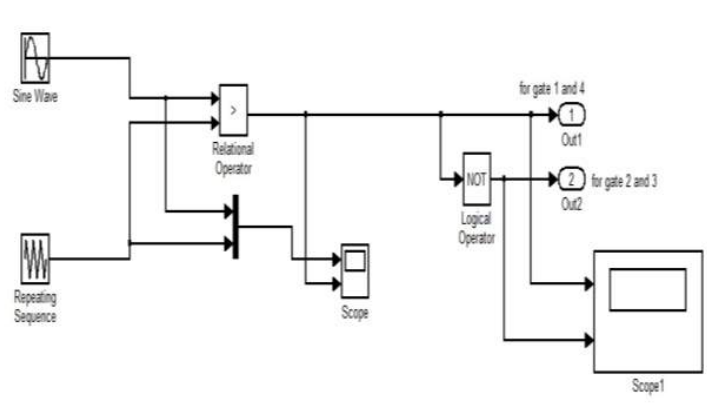 Sine Wave
>
Relational
Operator
for gate 1 and 4
1
Out1
NOT
Logical
Operator
2
for gate 2 and 3
Out2
Repeating
Sequence
Scope
Scope1